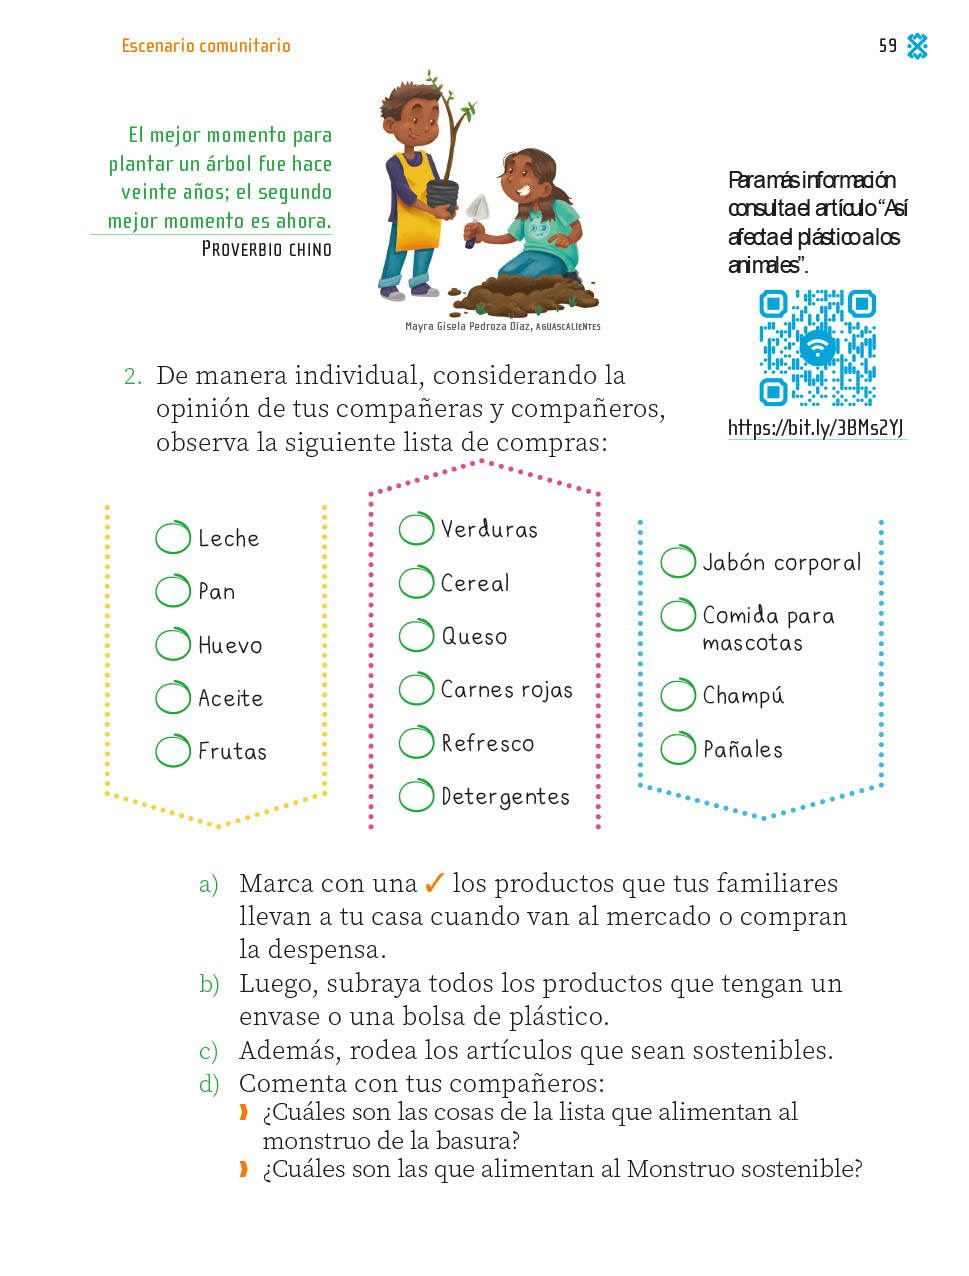 Escenario comunitario
59
El mejor momento para
plantar un árbol fue hace
veinte años; el segundo
mejor momento es ahora.
Proverbio chino
Para más información
consulta el artículo “Así
afecta el plástico a los
animales”.
https://bit.ly/3BMs2YJ
Mayra Gisela Pedroza Díaz, Aguascalientes
2. De manera individual, considerando la
opinión de tus compañeras y compañeros,
observa la siguiente lista de compras:
Leche
Pan
Huevo
Aceite
Frutas
Verduras
Cereal
Queso
Carnes rojas
Refresco
Detergentes
Jabón corporal
Comida para
mascotas
Champú
Pañales
a) Marca con una ✓ los productos que tus familiares
llevan a tu casa cuando van al mercado o compran
la despensa.
b) Luego, subraya todos los productos que tengan un
envase o una bolsa de plástico.
c) Además, rodea los artículos que sean sostenibles.
d) Comenta con tus compañeros:
¿Cuáles son las cosas de la lista que alimentan al
monstruo de la basura?
¿Cuáles son las que alimentan al Monstruo sostenible?